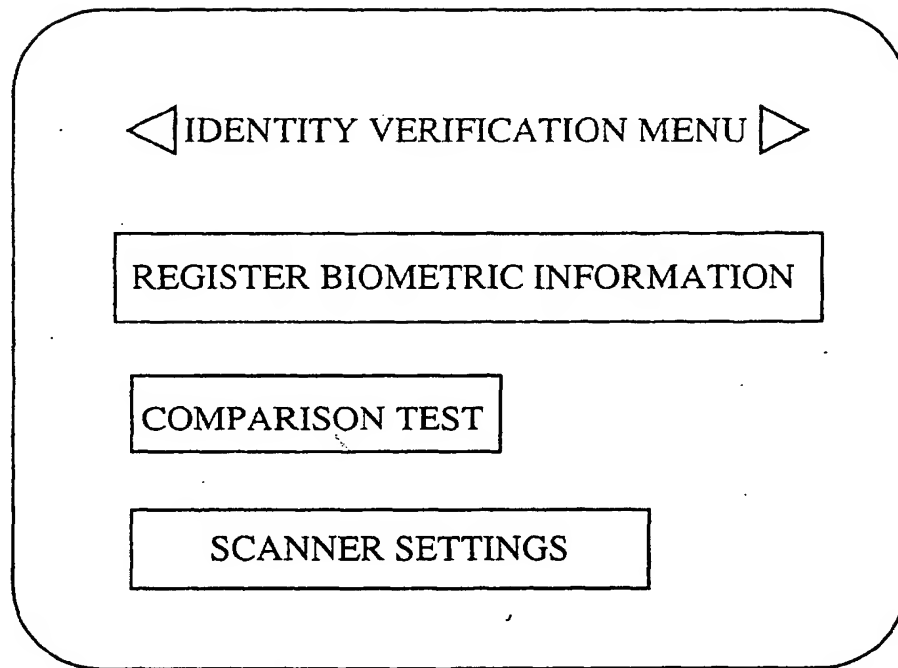 IDENTITY VERIFICATION MENU
REGISTER BIOMETRIC INFORMATION
COMPARISON TEST
SCANNER SETTINGS